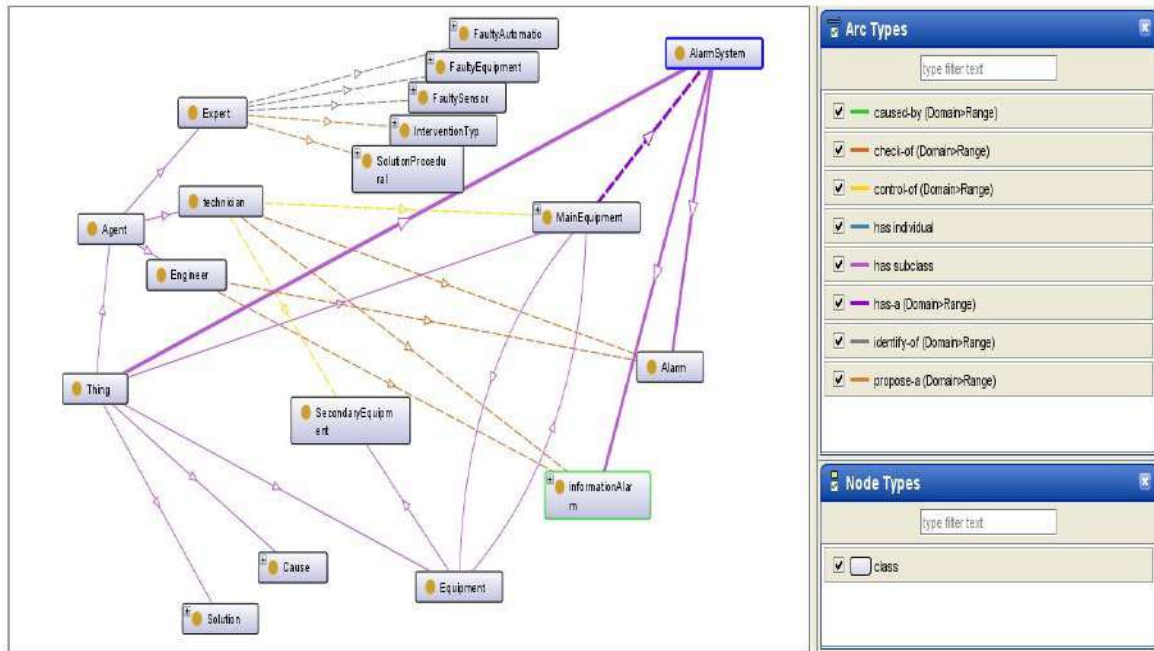 FaultyAutomatic
AlarmSystem
FaultyEquipment
FaultySensor
Expert
InterventionTyp
SolutionProcedu
ral
technician
MainEquipment
Agent
Engineer
Alarm
Thing
SecondaryEquipm
ent
informationAlar
m
Cause
Equipment
Solution
Arc Types
type filter text
caused-by (Domain>Range)
check-of (Domain>Range)
control-of (Domain>Range)
has individual
has subclass
has-a (Domain>Range)
identify-of (Domain>Range)
propose-a (Domain>Range)
Node Types
type filter text
class